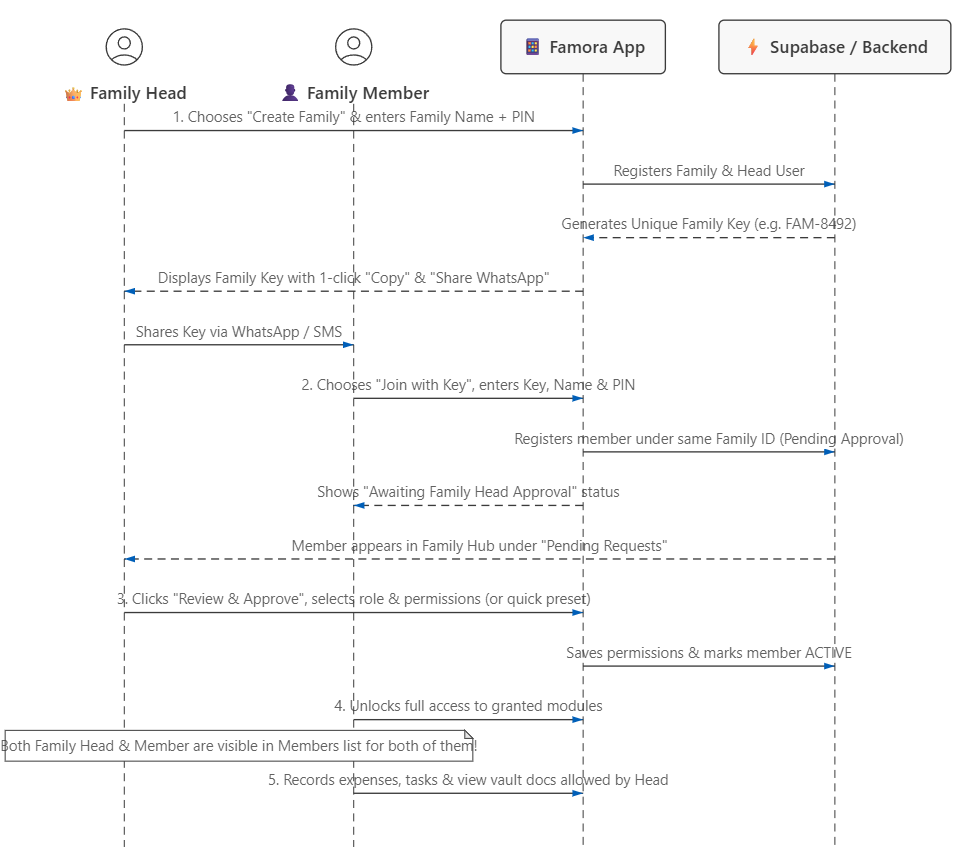 Famora App
Supabase / Backend
Family Head
Family Member
1. Chooses "Create Family" & enters Family Name + PIN
Registers Family & Head User
Generates Unique Family Key (e.g. FAM-8492)
Displays Family Key with 1-click "Copy" & "Share WhatsApp"
Shares Key via WhatsApp / SMS
2. Chooses "Join with Key", enters Key, Name & PIN
Registers member under same Family ID (Pending Approval)
Shows "Awaiting Family Head Approval" status
Member appears in Family Hub under "Pending Requests"
3. Clicks "Review & Approve", selects role & permissions (or quick preset)
Saves permissions & marks member ACTIVE
4. Unlocks full access to granted modules
Both Family Head & Member are visible in Members list for both of them!
5. Records expenses, tasks & view vault docs allowed by Head